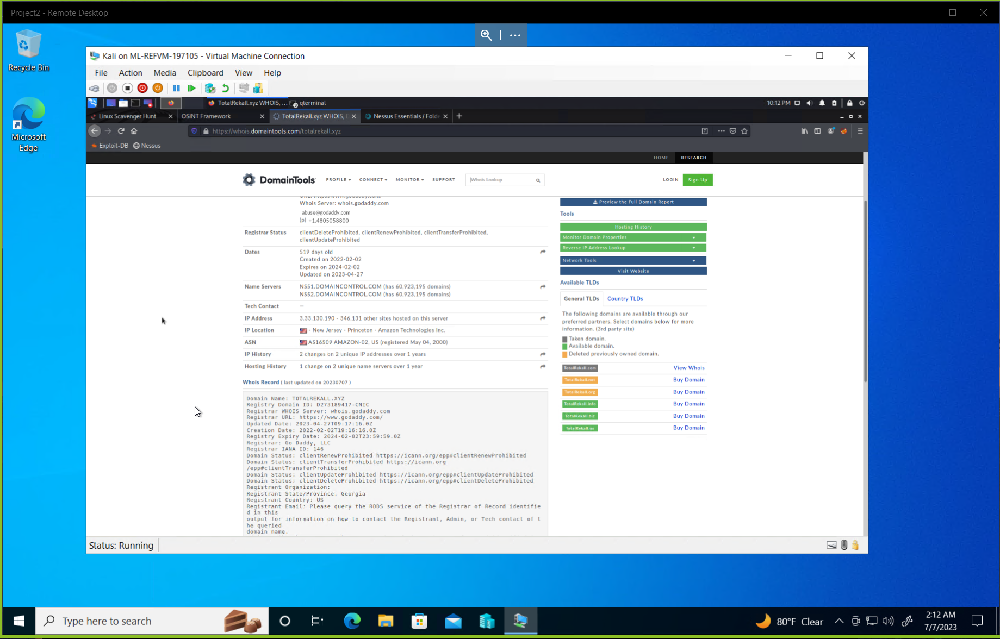 Project2 - Remote Desktop
Recycle Bin
Microsoft
Edge
Kali on ML-REFVM-197105 - Virtual Machine Connection
File Action Media Clipboard View Help
TotalRekall.xyz WHOIS, ... qterminal
10:12 PM
Linux Scavenger Hunt OSINT Framework TotalRekall.xyz WHOIS, D Nessus Essentials / Folde
https://whois.domaintools.com/totalrekall.xyz
Exploit-DB Nessus
HOME RESEARCH
DomainTools PROFILE CONNECT MONITOR SUPPORT Whois Lookup LOGIN Sign Up
URL: https://www.godaddy.com/
Whois Server: whois.godaddy.com
abuse@godaddy.com
(p) +1.4805058800
Registrar Status clientDeleteProhibited, clientRenewProhibited, clientTransferProhibited,
clientUpdateProhibited
Dates 519 days old
Created on 2022-02-02
Expires on 2024-02-02
Updated on 2023-04-27
Name Servers NS51.DOMAINCONTROL.COM (has 60,923,195 domains)
NS52.DOMAINCONTROL.COM (has 60,923,195 domains)
Tech Contact —
IP Address 3.33.130.190 - 346,131 other sites hosted on this server
IP Location - New Jersey - Princeton - Amazon Technologies Inc.
ASN AS16509 AMAZON-02, US (registered May 04, 2000)
IP History 2 changes on 2 unique IP addresses over 1 years
Hosting History 1 change on 2 unique name servers over 1 year
Whois Record ( last updated on 20230707 )
Domain Name: TOTALREKALL.XYZ
Registry Domain ID: D273189417-CNIC
Registrar WHOIS Server: whois.godaddy.com
Registrar URL: https://www.godaddy.com/
Updated Date: 2023-04-27T09:17:16.0Z
Creation Date: 2022-02-02T19:16:16.0Z
Registry Expiry Date: 2024-02-02T23:59:59.0Z
Registrar: Go Daddy, LLC
Registrar IANA ID: 146
Domain Status: clientRenewProhibited https://icann.org/epp#clientRenewProhibited
Domain Status: clientTransferProhibited https://icann.org
/epp#clientTransferProhibited
Domain Status: clientUpdateProhibited https://icann.org/epp#clientUpdateProhibited
Domain Status: clientDeleteProhibited https://icann.org/epp#clientDeleteProhibited
Registrant Organization:
Registrant State/Province: Georgia
Registrant Country: US
Registrant Email: Please query the RDDS service of the Registrar of Record identifie
d in this
output for information on how to contact the Registrant, Admin, or Tech contact of t
he queried
domain name.
Preview the Full Domain Report
Tools
Hosting History
Monitor Domain Properties
Reverse IP Address Lookup
Network Tools
Visit Website
Available TLDs
General TLDs Country TLDs
The following domains are available through our
preferred partners. Select domains below for more
information. (3rd party site)
Taken domain.
Available domain.
Deleted previously owned domain.
TotalRekall.com View Whois
TotalRekall.net Buy Domain
TotalRekall.org Buy Domain
TotalRekall.info Buy Domain
TotalRekall.biz Buy Domain
TotalRekall.us Buy Domain
Status: Running
Type here to search
80°F Clear
2:12 AM
7/7/2023